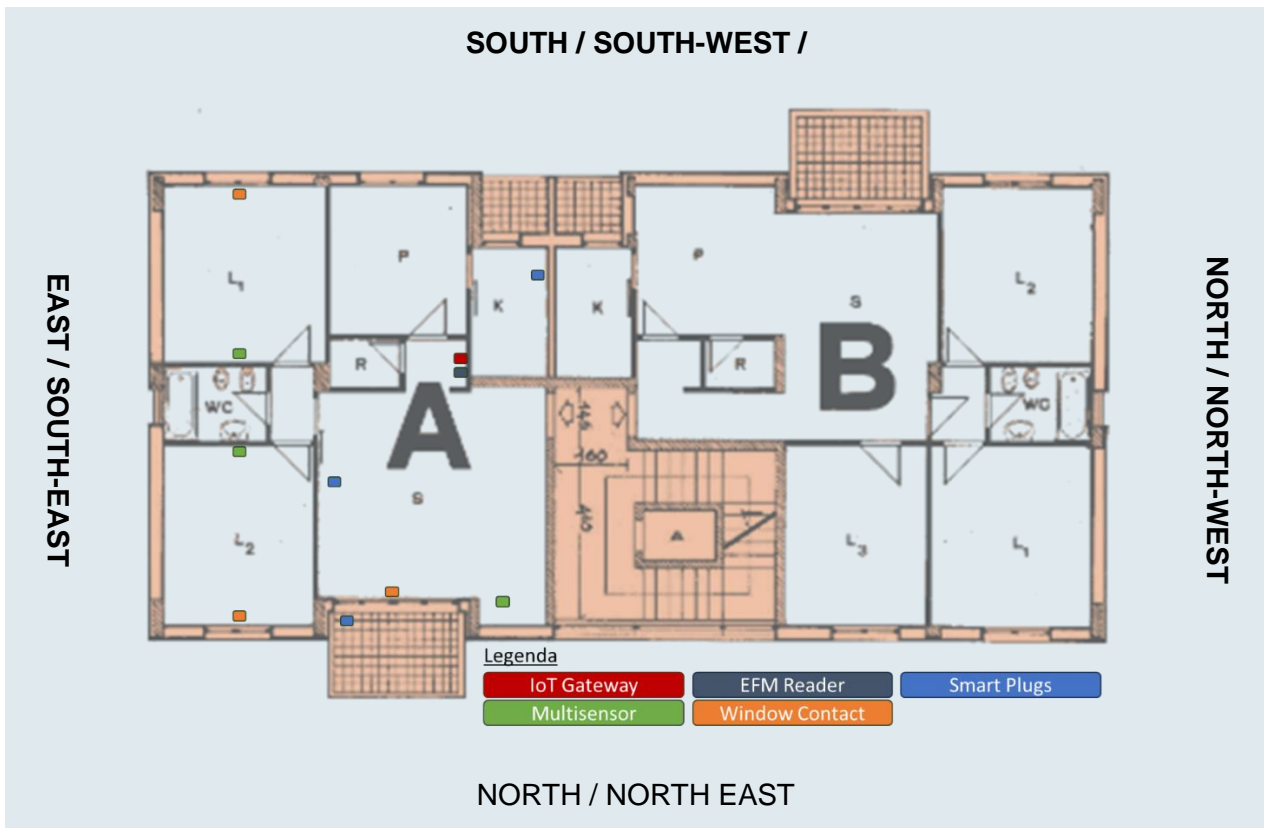 SOUTH / SOUTH-WEST /
EAST / SOUTH-EAST
NORTH / NORTH-WEST
L1
P
K
K
P
S
L2
R
R
WC
WC
A
B
145
160
S
A
L2
L3
L1
Legenda
IoT Gateway
EFM Reader
Smart Plugs
Multisensor
Window Contact
NORTH / NORTH EAST